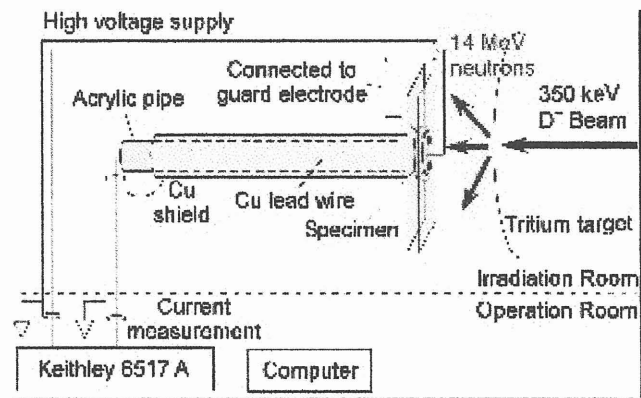 High voltage supply
14 MeV
neutrons
Connected to
guard electrode
350 keV
D⁻ Beam
Acrylic pipe
Cu
shield
Cu lead wire
Specimen
Tritium target
Irradiation Room
Operation Room
Current
measurement
Keithley 6517 A
Computer